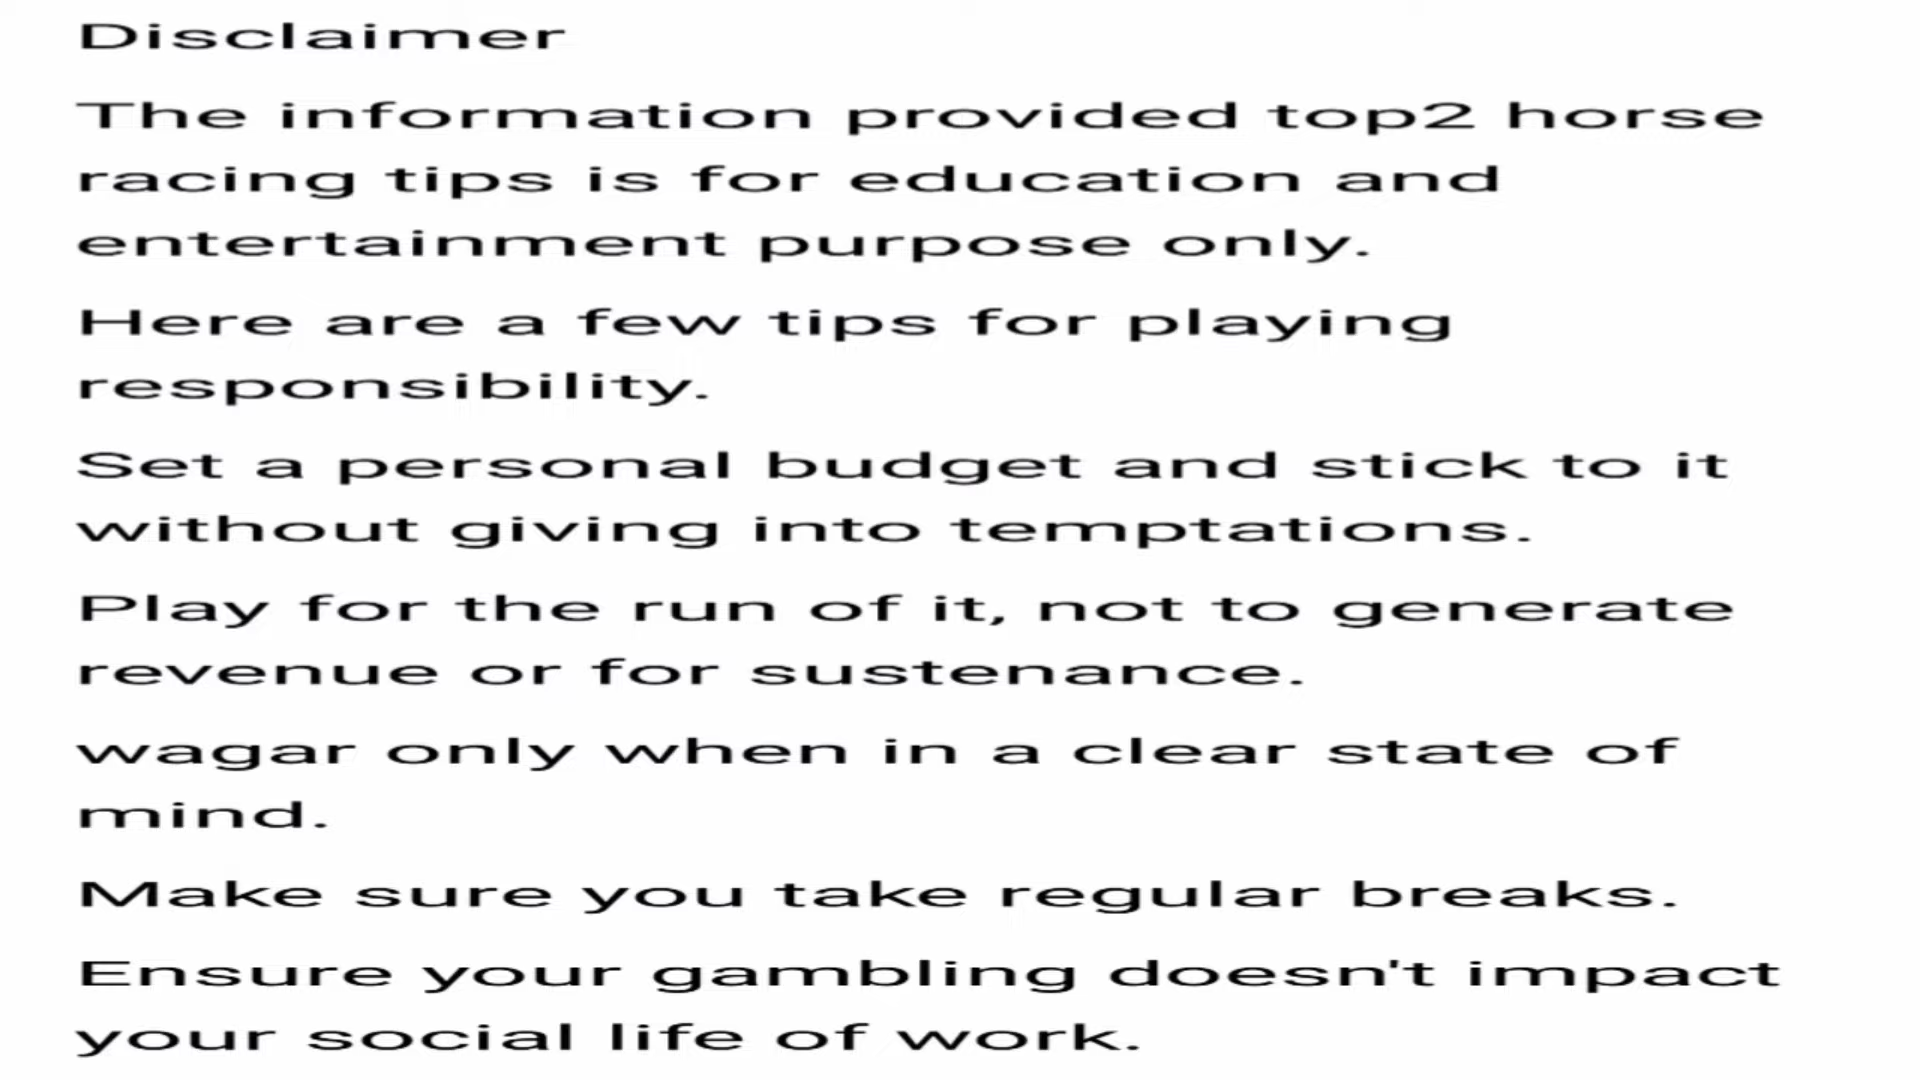 Disclaimer
The information provided top2 horse
racing tips is for education and
entertainment purpose only.
Here are a few tips for playing
responsibility.
Set a personal budget and stick to it
without giving into temptations.
Play for the run of it, not to generate
revenue or for sustenance.
wagar only when in a clear state of
mind.
Make sure you take regular breaks.
Ensure your gambling doesn't impact
your social life of work.